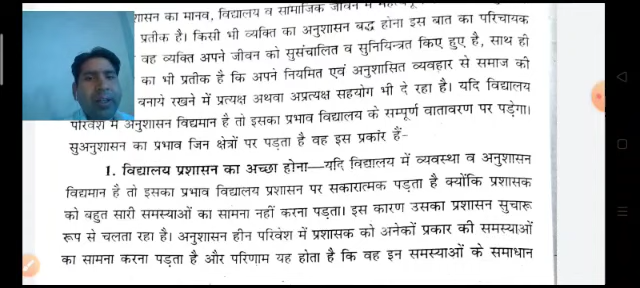 शासन का मानव, विद्यालय व सामाजिक जीवन में
प्रतीक है। किसी भी व्यक्ति का अनुशासन बद्ध होना इस बात का परिचायक
वह व्यक्ति अपने जीवन को सुसंचालित व सुनियन्त्रत किए हुए है, साथ ही
का भी प्रतीक है कि अपने नियमित एवं अनुशासित व्यवहार से समाज की
बनाये रखने में प्रत्यक्ष अथवा अप्रत्यक्ष सहयोग भी दे रहा है। यदि विद्यालय
परिवेश में अनुशासन विद्यमान है तो इसका प्रभाव विद्यालय के सम्पूर्ण वातावरण पर पड़ेगा।
सुअनुशासन का प्रभाव जिन क्षेत्रों पर पड़ता है वह इस प्रकार हैं-
1. विद्यालय प्रशासन का अच्छा होना—यदि विद्यालय में व्यवस्था व अनुशासन
विद्यमान है तो इसका प्रभाव विद्यालय प्रशासन पर सकारात्मक पड़ता है क्योंकि प्रशासक
को बहुत सारी समस्याओं का सामना नहीं करना पड़ता। इस कारण उसका प्रशासन सुचारू
रूप से चलता रहा है। अनुशासन हीन परिवेश में प्रशासक को अनेकों प्रकार की समस्याओं
का सामना करना पड़ता है और परिणाम यह होता है कि वह इन समस्याओं के समाधान